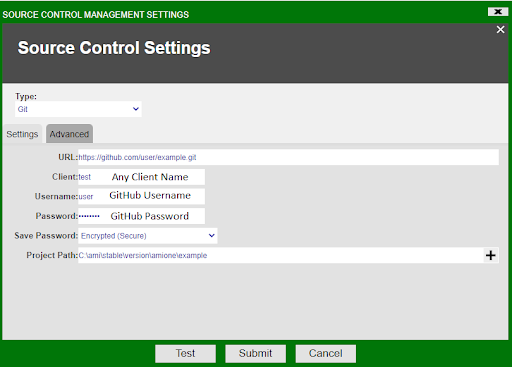 SOURCE CONTROL MANAGEMENT SETTINGS
Source Control Settings
Type:
Git
Settings Advanced
URL: https://github.com/user/example.git
Client: test Any Client Name
Username: user GitHub Username
Password: •••••••• GitHub Password
Save Password: Encrypted (Secure)
Project Path: C:\ami\stable\version\amione\example
Test Submit Cancel